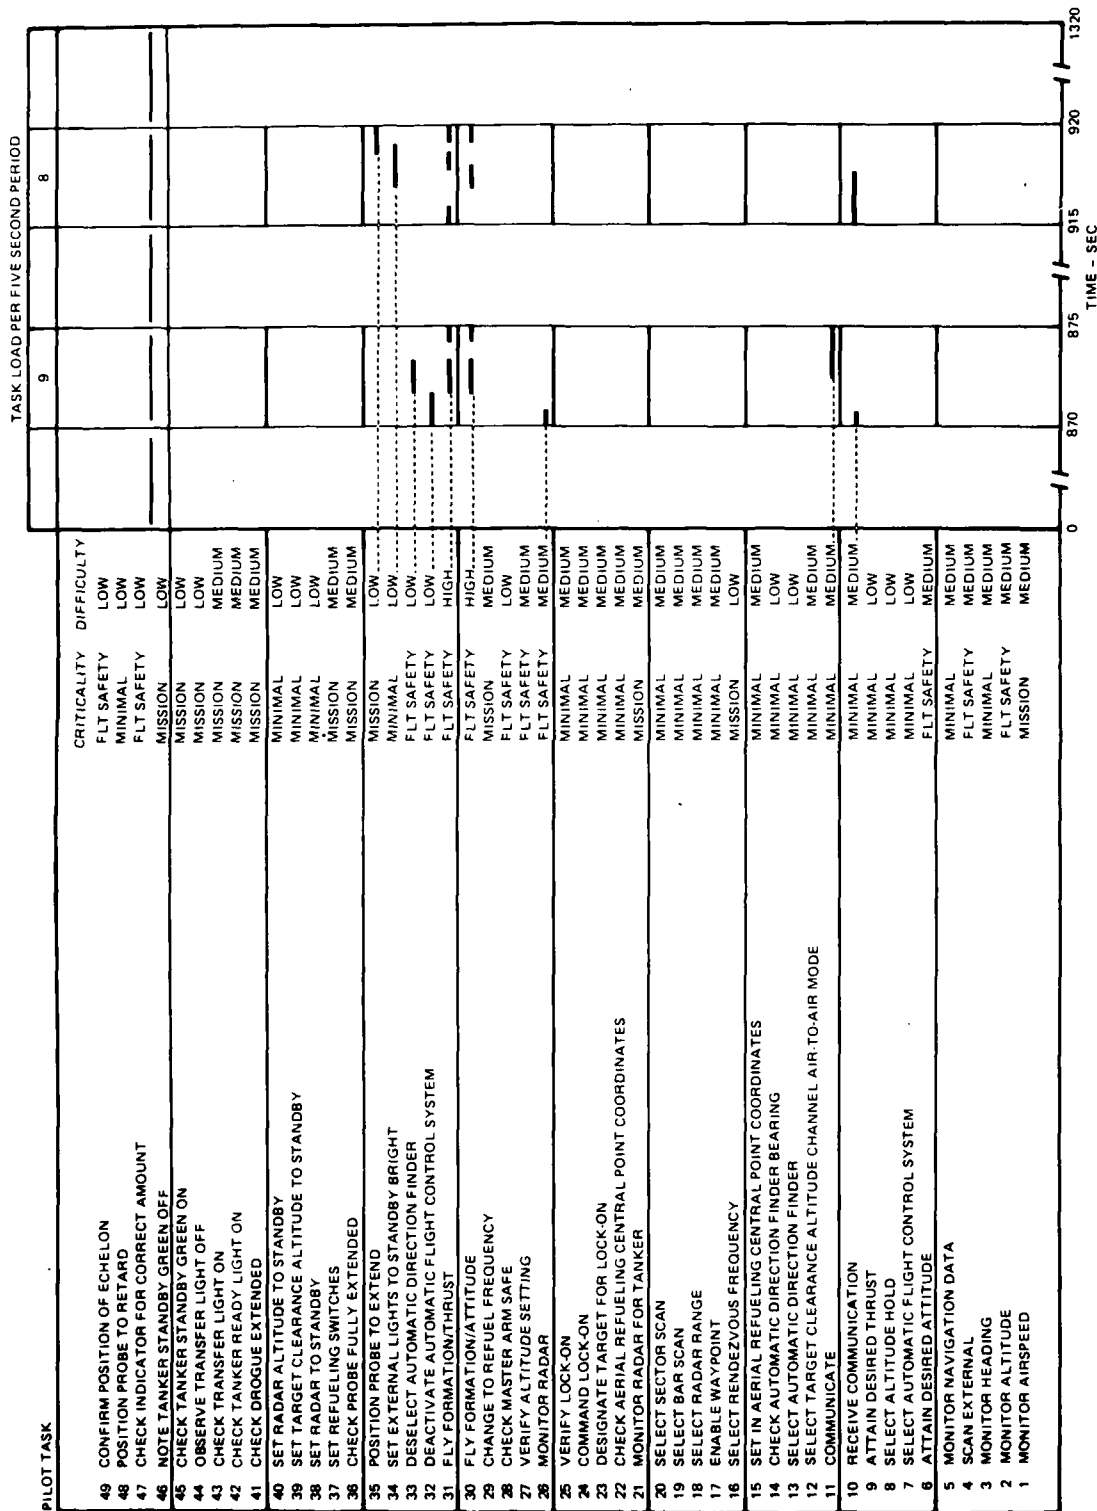 TASK LOAD PER FIVE SECOND PERIOD
PILOT TASK
9 8
CRITICALITY DIFFICULTY
49 CONFIRM POSITION OF ECHELON FLT SAFETY LOW
48 POSITION PROBE TO RETARD MINIMAL LOW
47 CHECK INDICATOR FOR CORRECT AMOUNT FLT SAFETY LOW
46 NOTE TANKER STANDBY GREEN OFF MISSION LOW
45 CHECK TANKER STANDBY GREEN ON MISSION LOW
44 OBSERVE TRANSFER LIGHT OFF MISSION LOW
43 CHECK TRANSFER LIGHT ON MISSION MEDIUM
42 CHECK TANKER READY LIGHT ON MISSION MEDIUM
41 CHECK DROGUE EXTENDED MISSION MEDIUM
40 SET RADAR ALTITUDE TO STANDBY MINIMAL LOW
39 SET TARGET CLEARANCE ALTITUDE TO STANDBY MINIMAL LOW
38 SET RADAR TO STANDBY MINIMAL LOW
37 SET REFUELING SWITCHES MISSION MEDIUM
36 CHECK PROBE FULLY EXTENDED MISSION MEDIUM
35 POSITION PROBE TO EXTEND MISSION LOW
34 SET EXTERNAL LIGHTS TO STANDBY BRIGHT MINIMAL LOW
33 DESELECT AUTOMATIC DIRECTION FINDER FLT SAFETY LOW
32 DEACTIVATE AUTOMATIC FLIGHT CONTROL SYSTEM FLT SAFETY LOW
31 FLY FORMATION/THRUST FLT SAFETY HIGH
30 FLY FORMATION/ATTITUDE FLT SAFETY HIGH
29 CHANGE TO REFUEL FREQUENCY MISSION MEDIUM
28 CHECK MASTER ARM SAFE FLT SAFETY LOW
27 VERIFY ALTITUDE SETTING FLT SAFETY MEDIUM
26 MONITOR RADAR FLT SAFETY MEDIUM
25 VERIFY LOCK-ON MINIMAL MEDIUM
24 COMMAND LOCK-ON MINIMAL MEDIUM
23 DESIGNATE TARGET FOR LOCK-ON MINIMAL MEDIUM
22 CHECK AERIAL REFUELING CENTRAL POINT COORDINATES MINIMAL MEDIUM
21 MONITOR RADAR FOR TANKER MISSION MEDIUM
20 SELECT SECTOR SCAN MINIMAL MEDIUM
19 SELECT BAR SCAN MINIMAL MEDIUM
18 SELECT RADAR RANGE MINIMAL MEDIUM
17 ENABLE WAYPOINT MINIMAL MEDIUM
16 SELECT RENDEZVOUS FREQUENCY MISSION LOW
15 SET IN AERIAL REFUELING CENTRAL POINT COORDINATES MINIMAL MEDIUM
14 CHECK AUTOMATIC DIRECTION FINDER BEARING MINIMAL LOW
13 SELECT AUTOMATIC DIRECTION FINDER MINIMAL LOW
12 SELECT TARGET CLEARANCE ALTITUDE CHANNEL AIR-TO-AIR MODE MINIMAL MEDIUM
11 COMMUNICATE MINIMAL MEDIUM
10 RECEIVE COMMUNICATION MINIMAL MEDIUM
9 ATTAIN DESIRED THRUST MINIMAL LOW
8 SELECT ALTITUDE HOLD MINIMAL LOW
7 SELECT AUTOMATIC FLIGHT CONTROL SYSTEM MINIMAL LOW
6 ATTAIN DESIRED ATTITUDE FLT SAFETY MEDIUM
5 MONITOR NAVIGATION DATA MINIMAL MEDIUM
4 SCAN EXTERNAL FLT SAFETY MEDIUM
3 MONITOR HEADING MINIMAL MEDIUM
2 MONITOR ALTITUDE FLT SAFETY MEDIUM
1 MONITOR AIRSPEED MISSION MEDIUM
0 870 875 915 920 1320
TIME - SEC